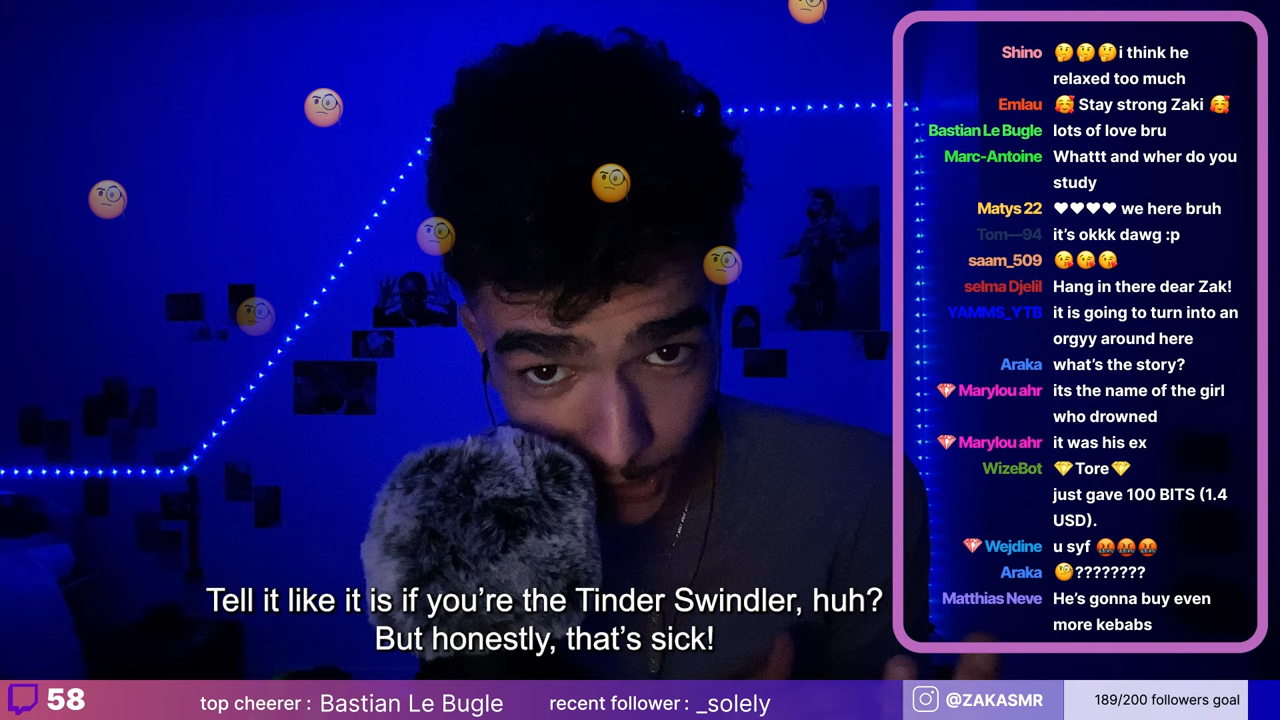 Shino 🤔🤔🤔i think he
relaxed too much
Emlau 🥰 Stay strong Zaki 🥰
Bastian Le Bugle lots of love bru
Marc-Antoine Whattt and wher do you
study
Matys 22 ♥♥♥♥ we here bruh
Tom—94 it's okkk dawg :p
saam_509 😘😘😘
selma Djelil Hang in there dear Zak!
YAMMS_YTB it is going to turn into an
orgyy around here
Araka what's the story?
Marylou ahr its the name of the girl
who drowned
Marylou ahr it was his ex
WizeBot 💎Tore💎
just gave 100 BITS (1.4
USD).
Wejdine u syf 🤬🤬🤬
Araka 🧐????????
Matthias Neve He's gonna buy even
more kebabs
Tell it like it is if you're the Tinder Swindler, huh?
But honestly, that's sick!
58
top cheerer : Bastian Le Bugle
recent follower : _solely
@ZAKASMR
189/200 followers goal